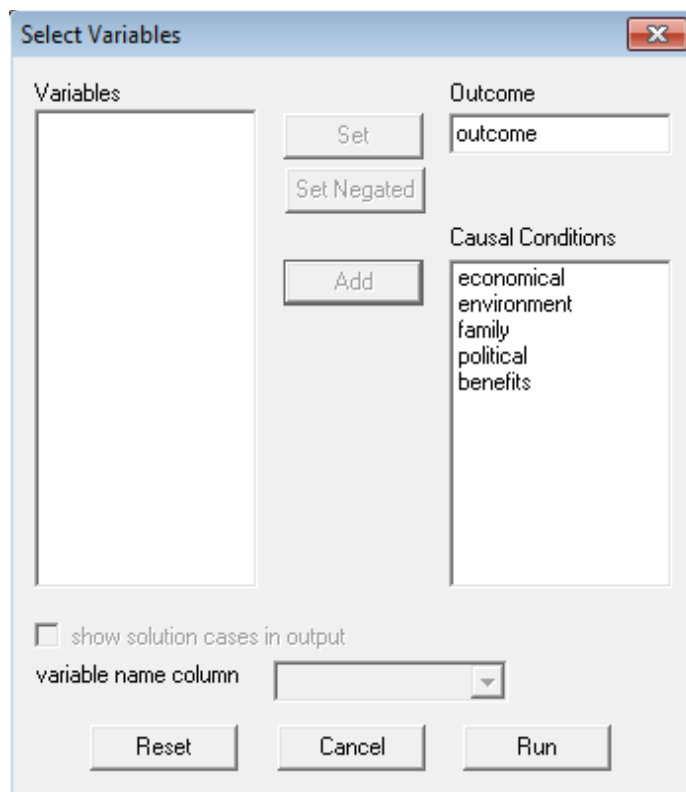 Select Variables
Variables
Outcome
Set
outcome
Set Negated
Causal Conditions
Add
economical
environment
family
political
benefits
show solution cases in output
variable name column
Reset
Cancel
Run